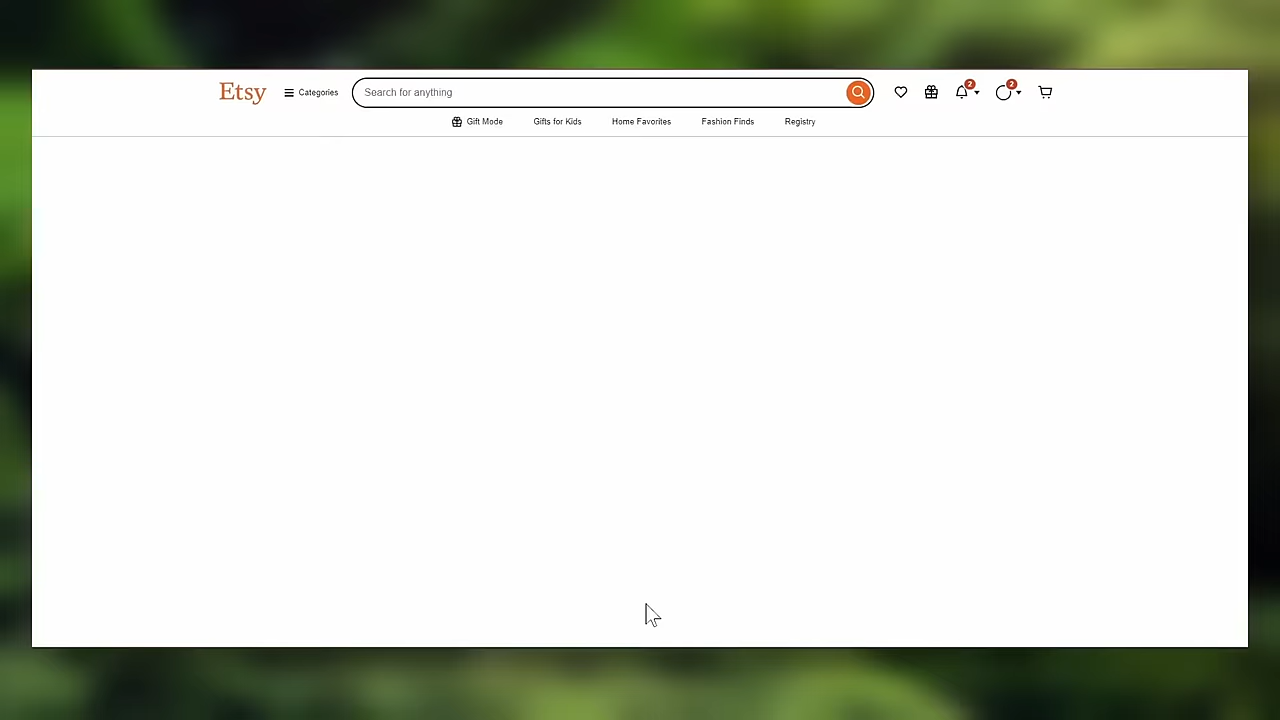 Etsy
Categories
Search for anything
2
2
Gift Mode
Gifts for Kids
Home Favorites
Fashion Finds
Registry